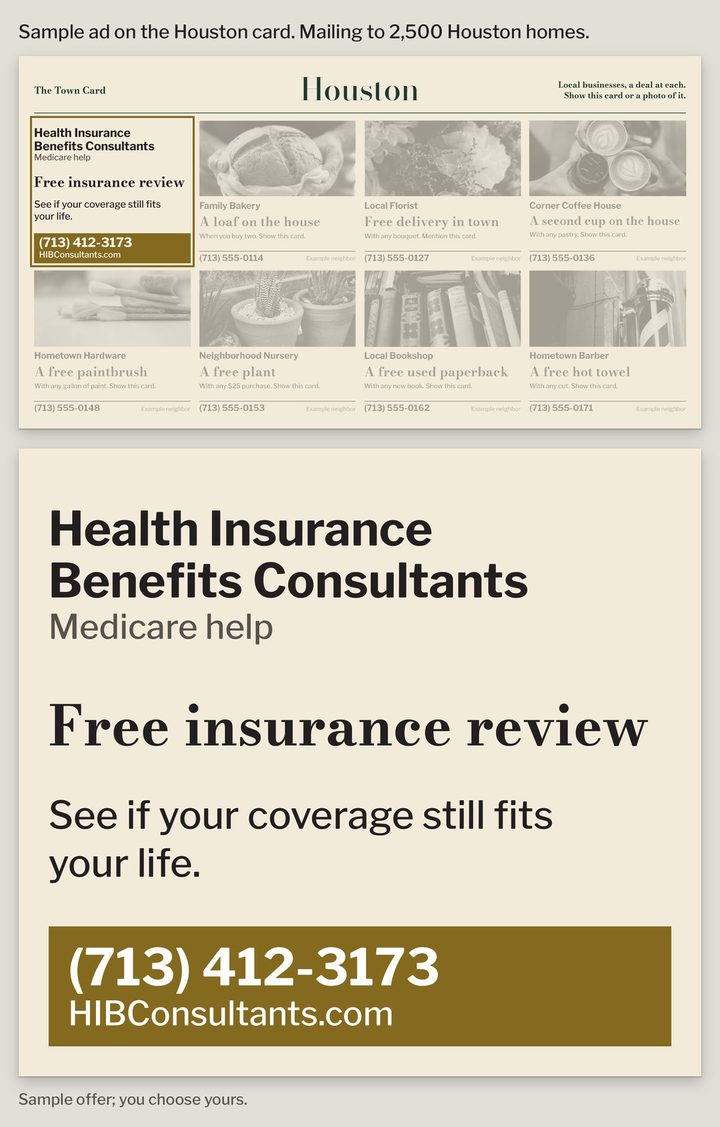 Sample ad on the Houston card. Mailing to 2,500 Houston homes.
The Town Card
Houston
Local businesses, a deal at each.
Show this card or a photo of it.
Health Insurance
Benefits Consultants
Medicare help
Free insurance review
See if your coverage still fits
your life.
(713) 412-3173
HIBConsultants.com
Family Bakery
A loaf on the house
When you buy two. Show this card.
(713) 555-0114
Example neighbor
Local Florist
Free delivery in town
With any bouquet. Mention this card.
(713) 555-0127
Example neighbor
Corner Coffee House
A second cup on the house
With any pastry. Show this card.
(713) 555-0136
Example neighbor
Hometown Hardware
A free paintbrush
With any gallon of paint. Show this card.
(713) 555-0148
Example neighbor
Neighborhood Nursery
A free plant
With any $25 purchase. Show this card.
(713) 555-0153
Example neighbor
Local Bookshop
A free used paperback
With any new book. Show this card.
(713) 555-0162
Example neighbor
Hometown Barber
A free hot towel
With any cut. Show this card.
(713) 555-0171
Example neighbor
Health Insurance
Benefits Consultants
Medicare help
Free insurance review
See if your coverage still fits
your life.
(713) 412-3173
HIBConsultants.com
Sample offer; you choose yours.